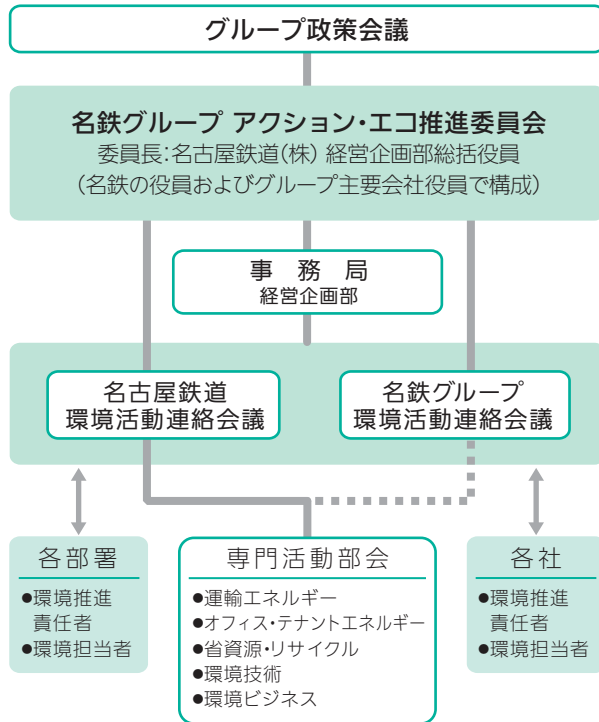 グループ政策会議
名鉄グループ アクション・エコ推進委員会
委員長:名古屋鉄道(株) 経営企画部総括役員
(名鉄の役員およびグループ主要会社役員で構成)
事 務 局
経営企画部
名古屋鉄道
環境活動連絡会議
名鉄グループ
環境活動連絡会議
各部署
●環境推進
責任者
●環境担当者
専門活動部会
●運輸エネルギー
●オフィス・テナントエネルギー
●省資源・リサイクル
●環境技術
●環境ビジネス
各社
●環境推進
責任者
●環境担当者